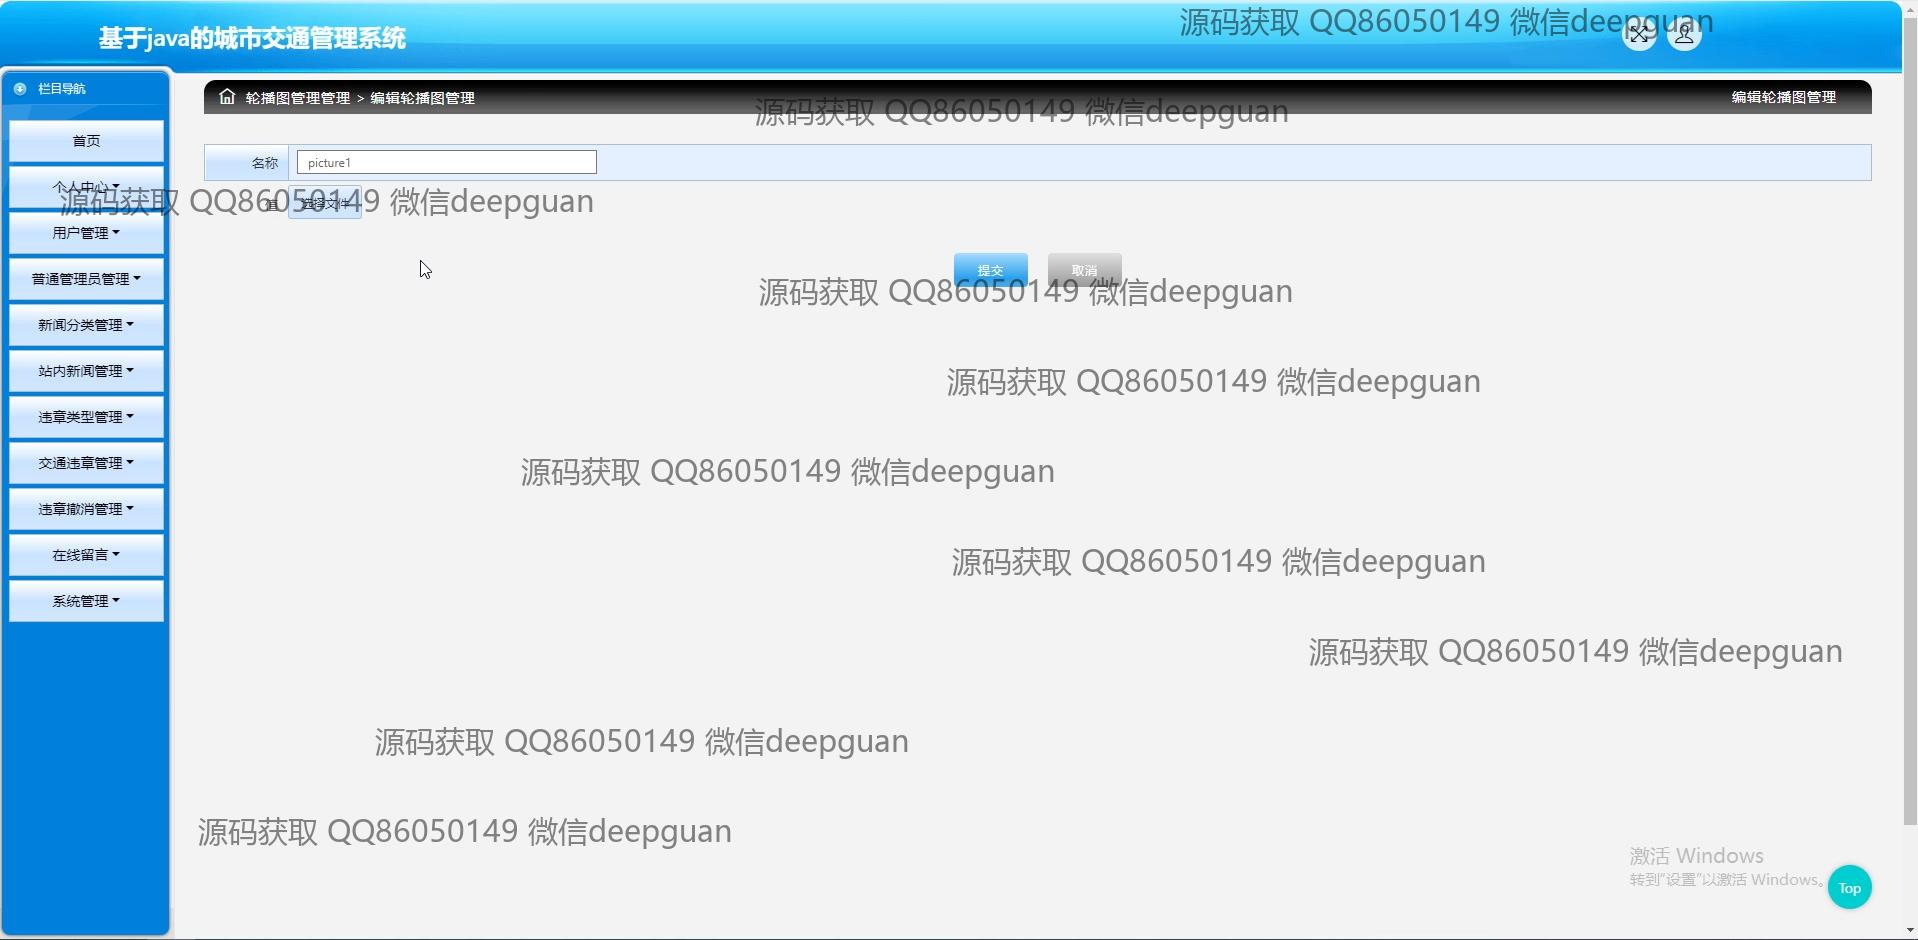 源码获取 QQ86050149 微信deepguan
基于java的城市交通管理系统
栏目导航
轮播图管理管理 > 编辑轮播图管理
编辑轮播图管理
源码获取 QQ86050149 微信deepguan
首页
名称
picture1
个人中心
源码获取 QQ86050149 微信deepguan
值
选择文件
用户管理
提交
取消
普通管理员管理
源码获取 QQ86050149 微信deepguan
新闻分类管理
站内新闻管理
源码获取 QQ86050149 微信deepguan
违章类型管理
交通违章管理
源码获取 QQ86050149 微信deepguan
违章撤消管理
在线留言
源码获取 QQ86050149 微信deepguan
系统管理
源码获取 QQ86050149 微信deepguan
源码获取 QQ86050149 微信deepguan
源码获取 QQ86050149 微信deepguan
激活 Windows
转到"设置"以激活 Windows。
Top